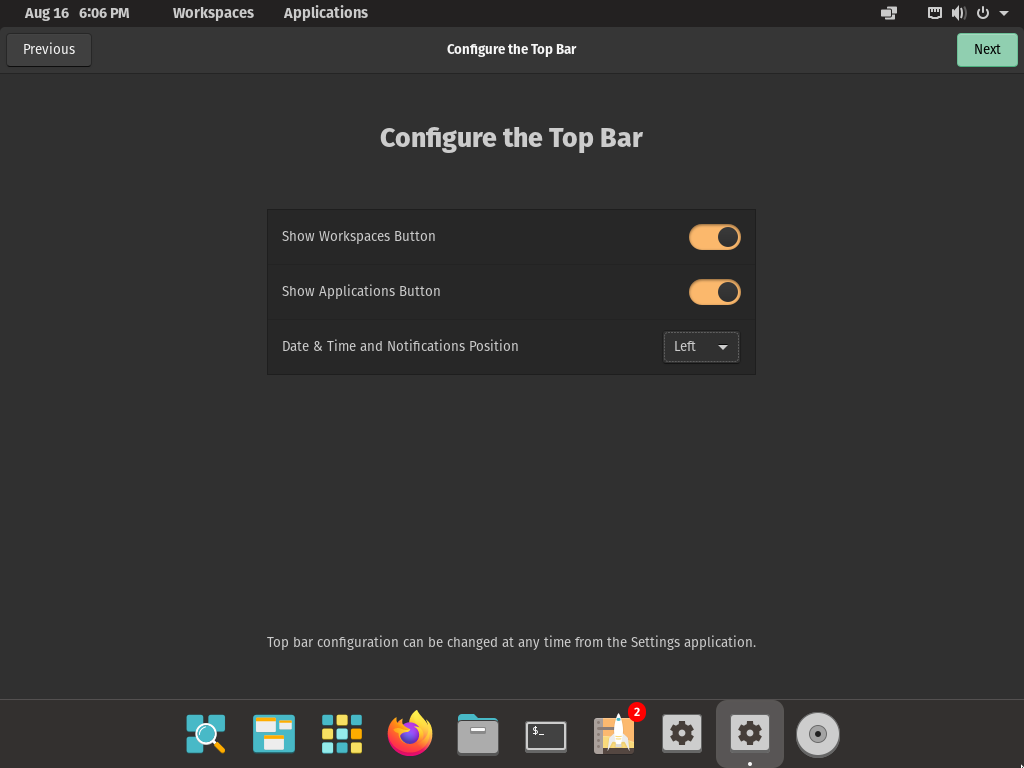 Aug 16 6:06 PM Workspaces Applications
Previous Configure the Top Bar Next
Configure the Top Bar
Show Workspaces Button
Show Applications Button
Date & Time and Notifications Position Left
Top bar configuration can be changed at any time from the Settings application.
$_ 2